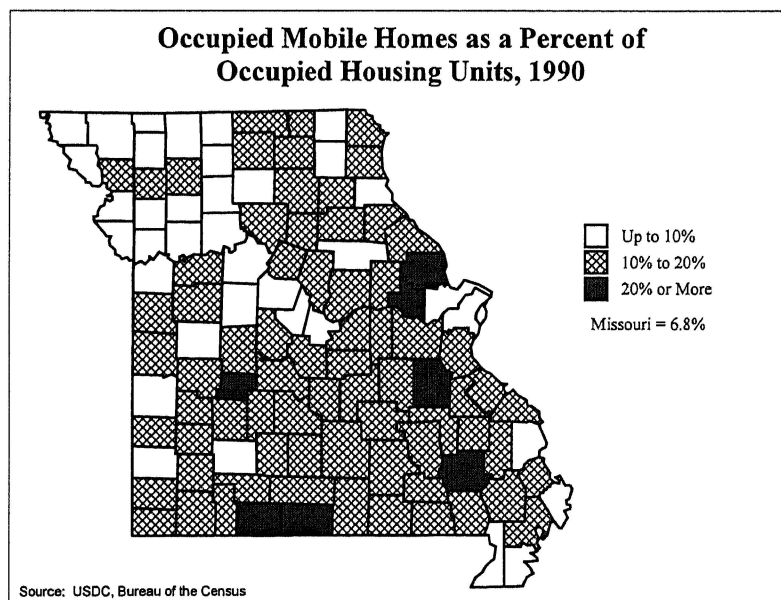 Occupied Mobile Homes as a Percent of
Occupied Housing Units, 1990
Up to 10%
10% to 20%
20% or More
Missouri = 6.8%
Source: USDC, Bureau of the Census